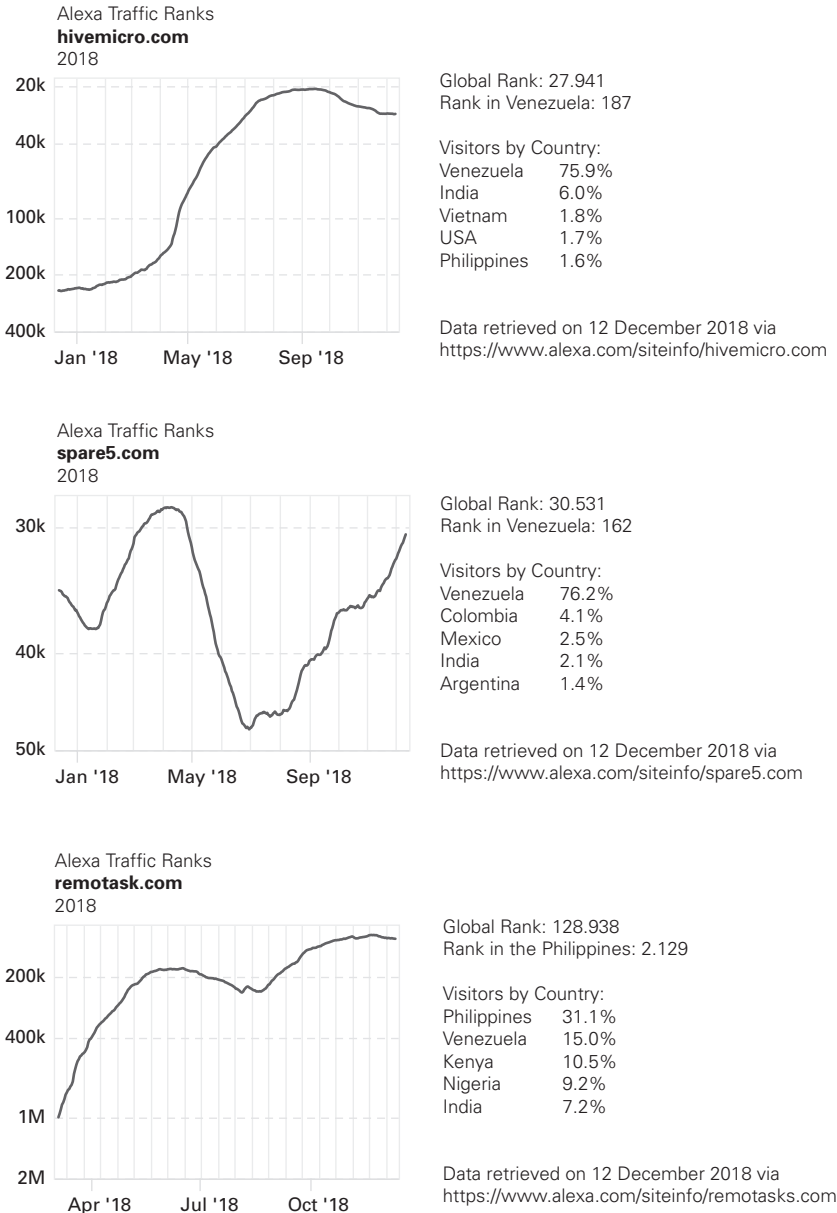 Alexa Traffic Ranks
hivemicro.com
2018
20k
40k
100k
200k
400k
Jan '18 May '18 Sep '18
Global Rank: 27.941
Rank in Venezuela: 187
Visitors by Country:
Venezuela 75.9%
India 6.0%
Vietnam 1.8%
USA 1.7%
Philippines 1.6%
Data retrieved on 12 December 2018 via
https://www.alexa.com/siteinfo/hivemicro.com
Alexa Traffic Ranks
spare5.com
2018
30k
40k
50k
Jan '18 May '18 Sep '18
Global Rank: 30.531
Rank in Venezuela: 162
Visitors by Country:
Venezuela 76.2%
Colombia 4.1%
Mexico 2.5%
India 2.1%
Argentina 1.4%
Data retrieved on 12 December 2018 via
https://www.alexa.com/siteinfo/spare5.com
Alexa Traffic Ranks
remotask.com
2018
200k
400k
1M
2M
Apr '18 Jul '18 Oct '18
Global Rank: 128.938
Rank in the Philippines: 2.129
Visitors by Country:
Philippines 31.1%
Venezuela 15.0%
Kenya 10.5%
Nigeria 9.2%
India 7.2%
Data retrieved on 12 December 2018 via
https://www.alexa.com/siteinfo/remotasks.com